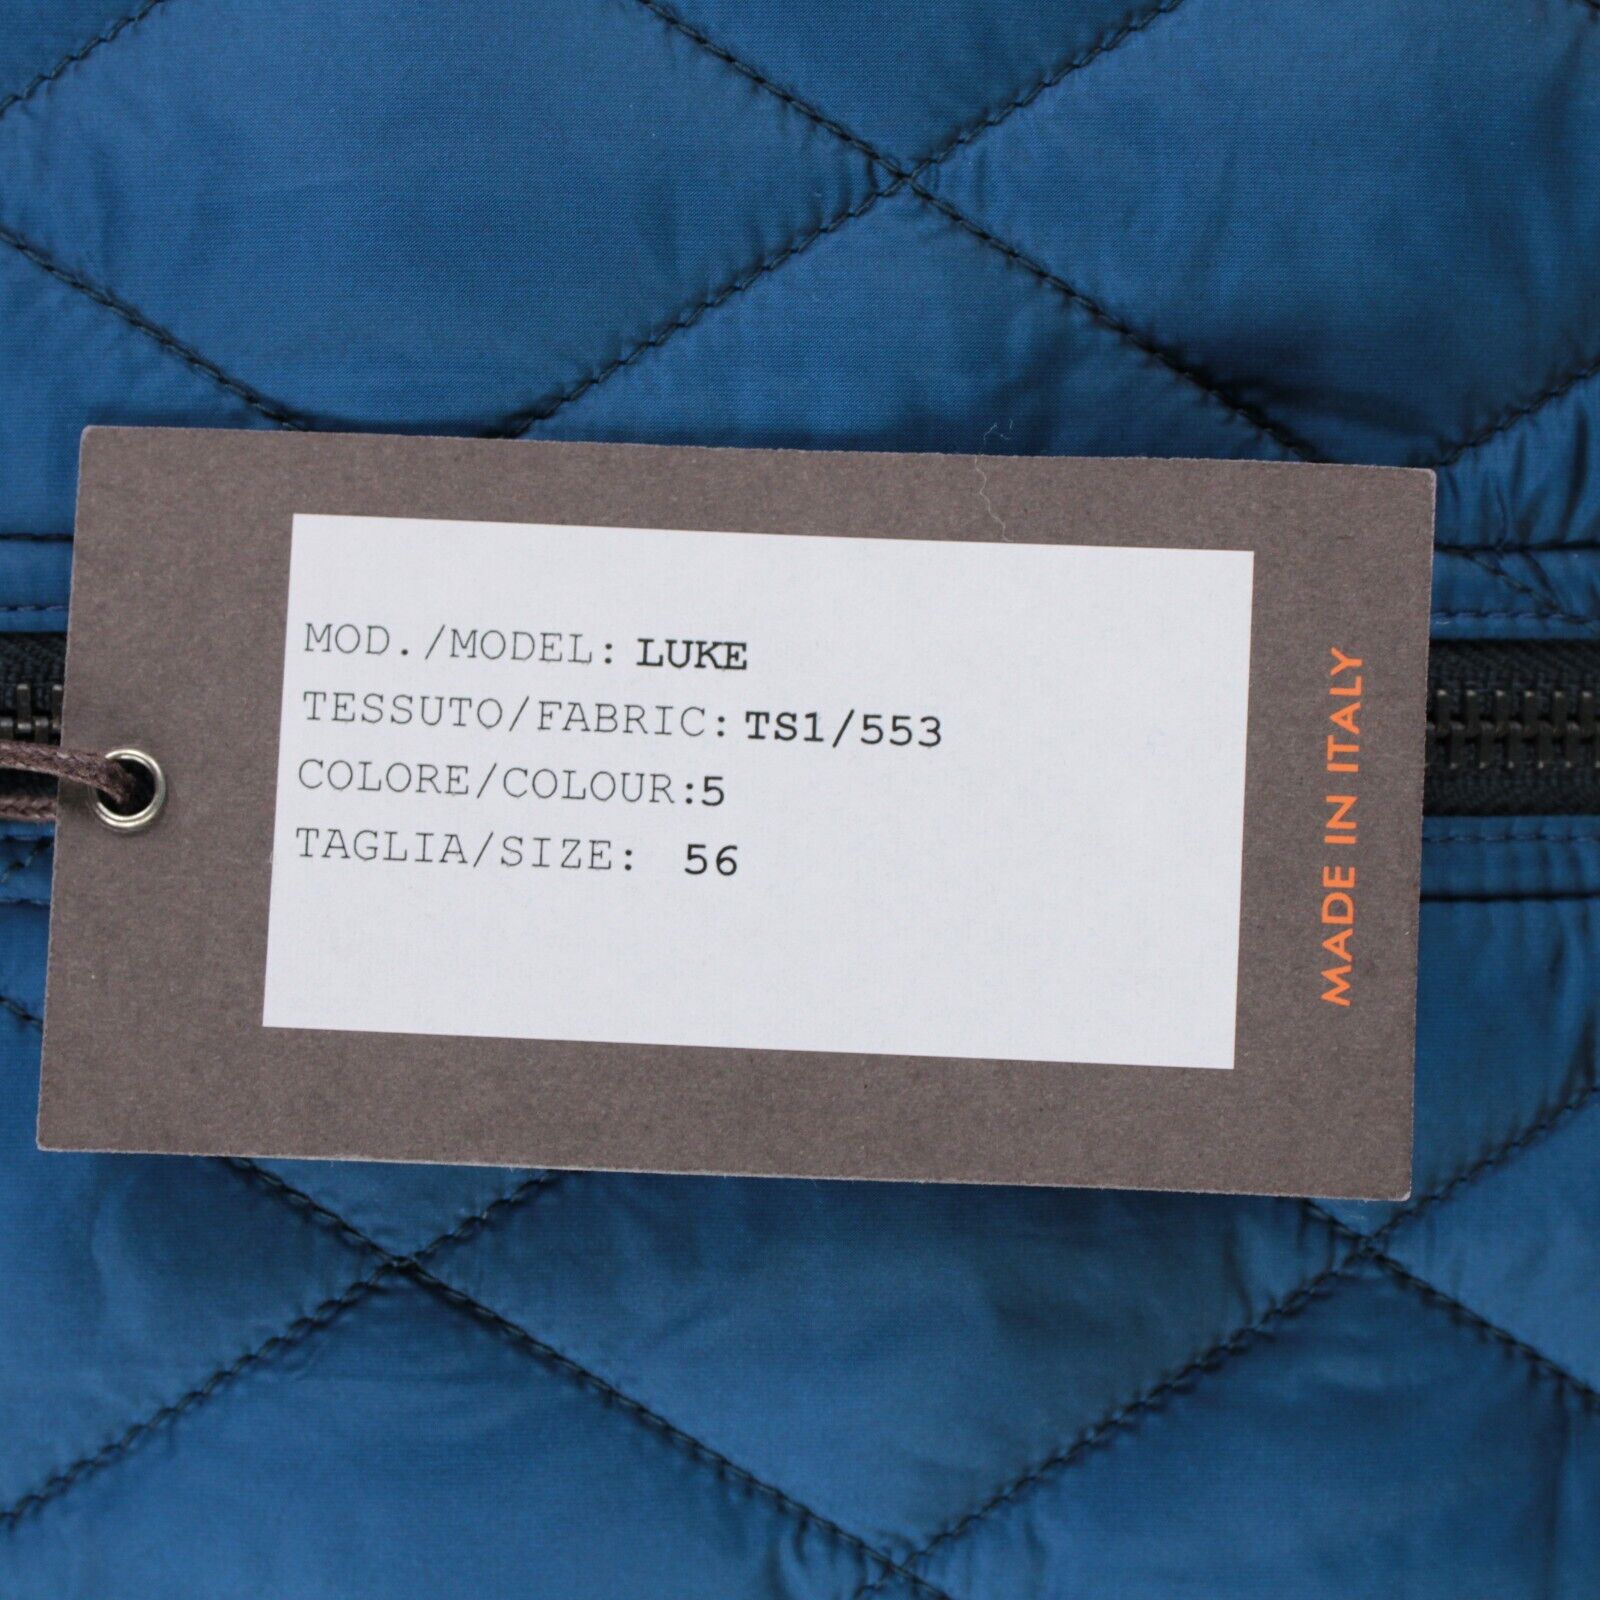 MOD./MODEL: LUKE
TESSUTO/FABRIC: TS1/553
COLORE/COLOUR:5
TAGLIA/SIZE: 56
MADE IN ITALY